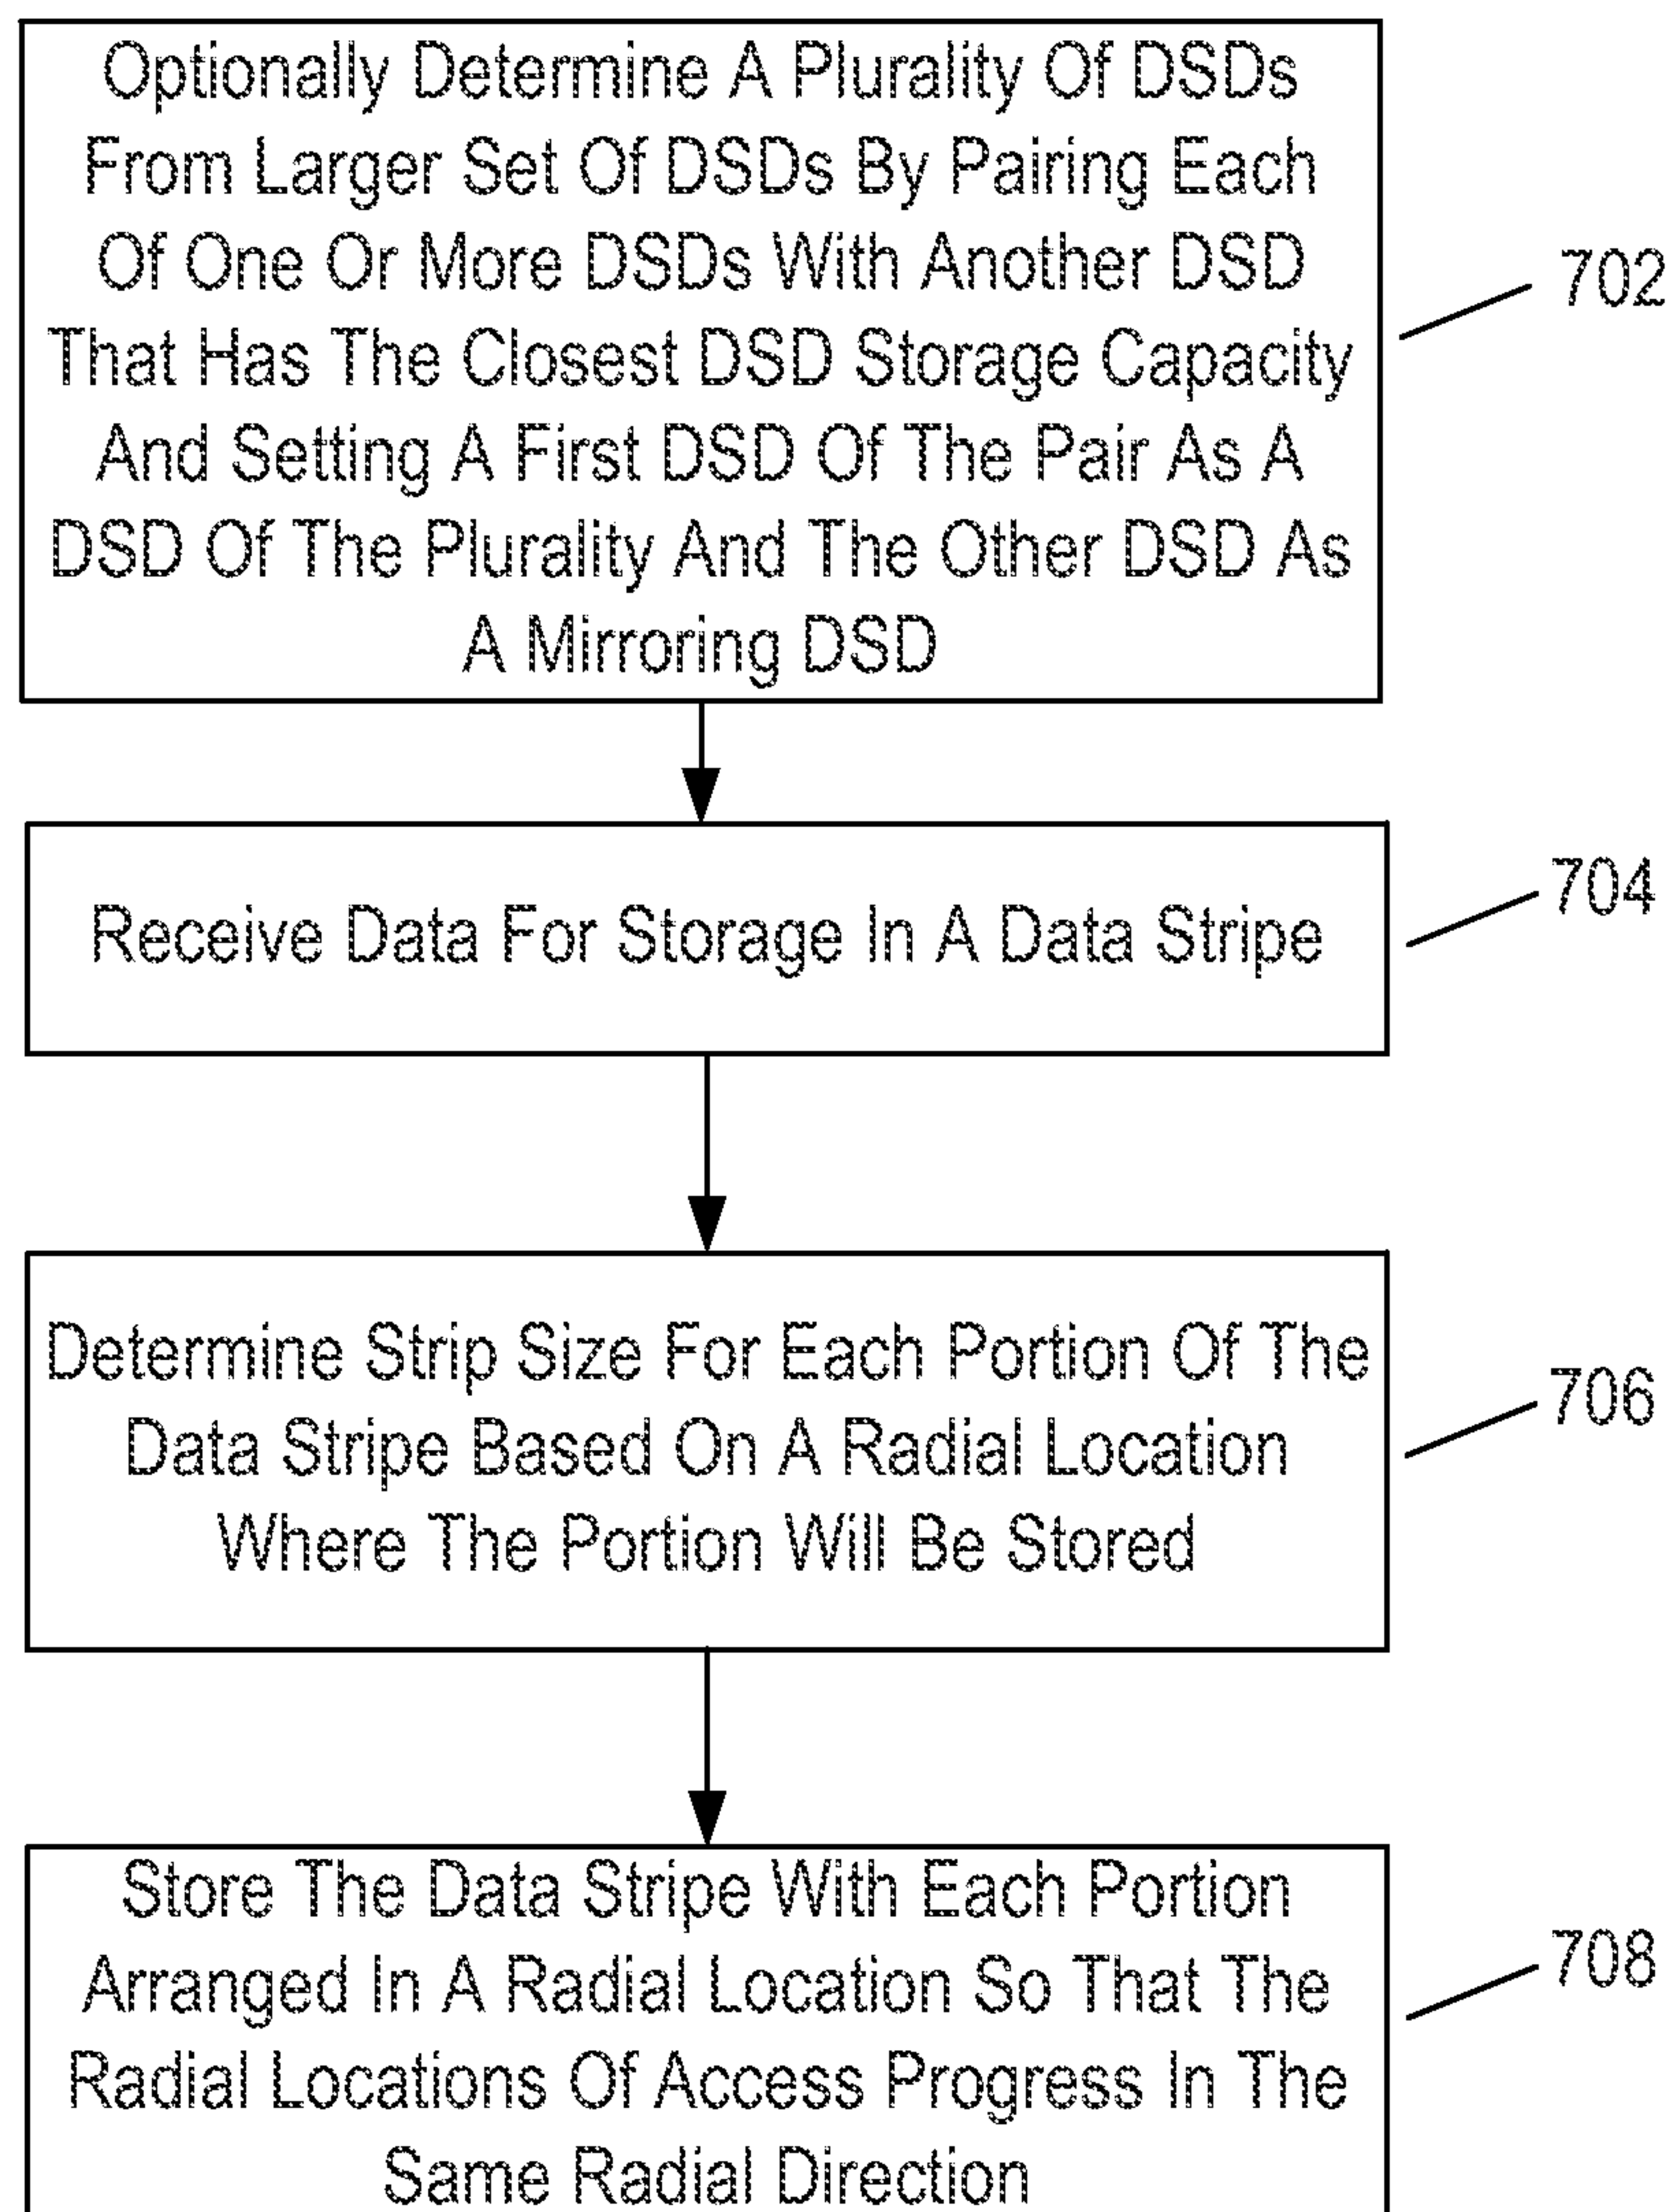 Optionally Determine A Plurality Of DSDs
From Larger Set Of DSDs By Pairing Each
Of One Or More DSDs With Another DSD
That Has The Closest DSD Storage Capacity
And Setting A First DSD Of The Pair As A
DSD Of The Plurality And The Other DSD As
A Mirroring DSD
702
Receive Data For Storage In A Data Stripe
704
Determine Strip Size For Each Portion Of The
Data Stripe Based On A Radial Location
Where The Portion Will Be Stored
706
Store The Data Stripe With Each Portion
Arranged In A Radial Location So That The
Radial Locations Of Access Progress In The
Same Radial Direction
708